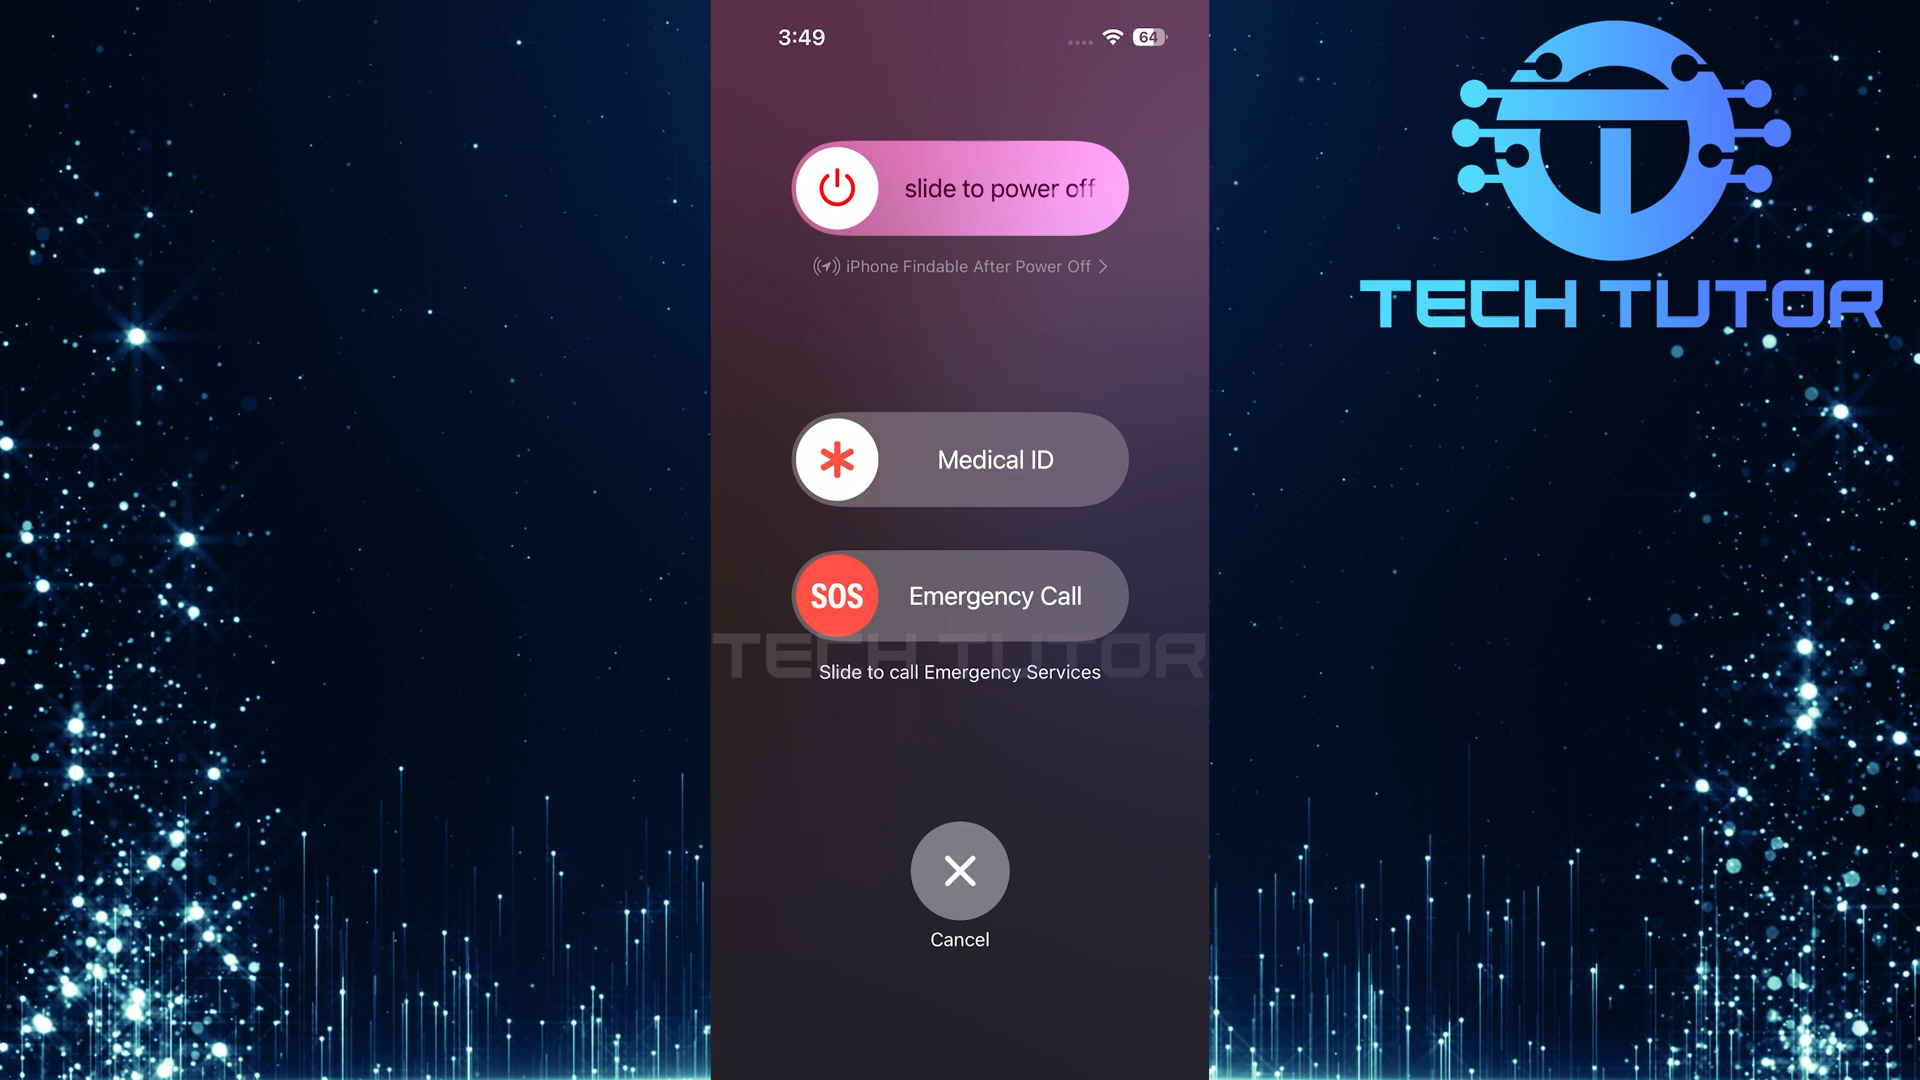 3:49
64
slide to power off
iPhone Findable After Power Off
Medical ID
SOS
Emergency Call
TECH TUTOR
Slide to call Emergency Services
Cancel
TECH TUTOR